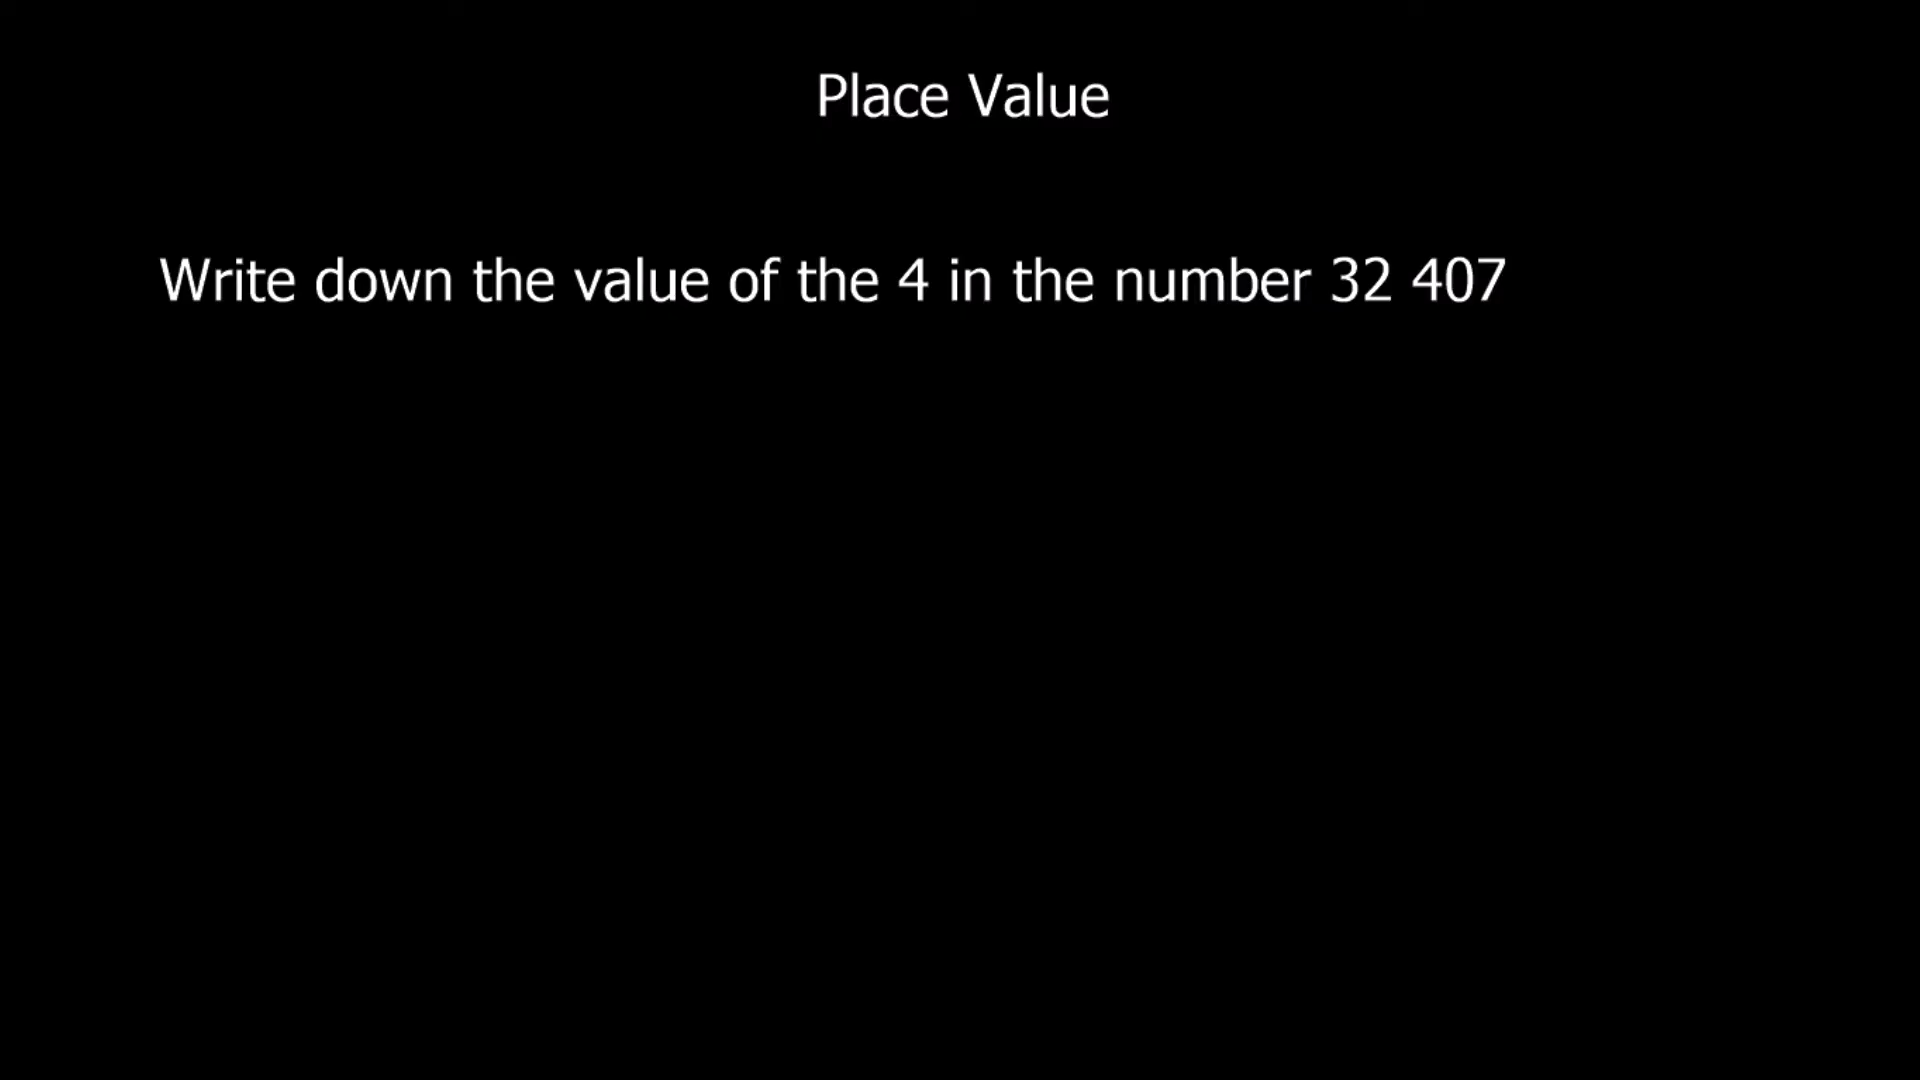 Place Value
Write down the value of the 4 in the number 32 407